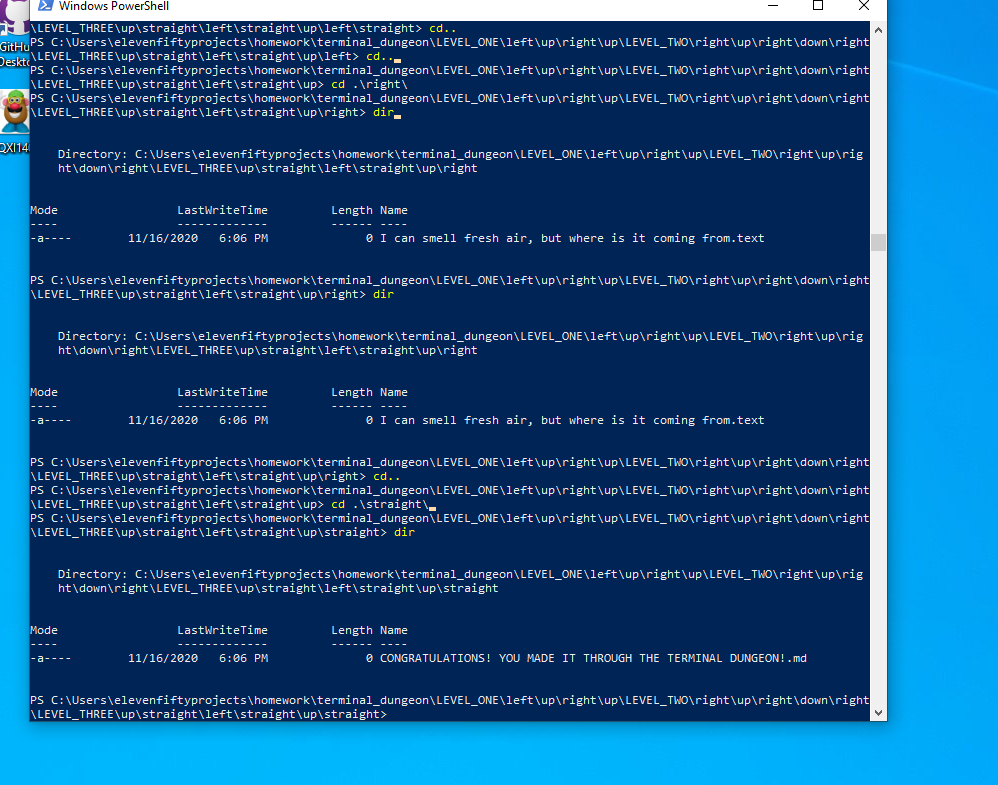 Windows PowerShell
GitHu
Deskto
QXl14
\LEVEL_THREE\up\straight\left\straight\up\left\straight> cd..
PS C:\Users\elevenfiftyprojects\homework\terminal_dungeon\LEVEL_ONE\left\up\right\up\LEVEL_TWO\right\up\right\down\right
\LEVEL_THREE\up\straight\left\straight\up\left> cd..
PS C:\Users\elevenfiftyprojects\homework\terminal_dungeon\LEVEL_ONE\left\up\right\up\LEVEL_TWO\right\up\right\down\right
\LEVEL_THREE\up\straight\left\straight\up> cd .\right\
PS C:\Users\elevenfiftyprojects\homework\terminal_dungeon\LEVEL_ONE\left\up\right\up\LEVEL_TWO\right\up\right\down\right
\LEVEL_THREE\up\straight\left\straight\up\right> dir
Directory: C:\Users\elevenfiftyprojects\homework\terminal_dungeon\LEVEL_ONE\left\up\right\up\LEVEL_TWO\right\up\rig
ht\down\right\LEVEL_THREE\up\straight\left\straight\up\right
Mode LastWriteTime Length Name
---- ------------- ------ ----
-a---- 11/16/2020 6:06 PM 0 I can smell fresh air, but where is it coming from.text
PS C:\Users\elevenfiftyprojects\homework\terminal_dungeon\LEVEL_ONE\left\up\right\up\LEVEL_TWO\right\up\right\down\right
\LEVEL_THREE\up\straight\left\straight\up\right> dir
Directory: C:\Users\elevenfiftyprojects\homework\terminal_dungeon\LEVEL_ONE\left\up\right\up\LEVEL_TWO\right\up\rig
ht\down\right\LEVEL_THREE\up\straight\left\straight\up\right
Mode LastWriteTime Length Name
---- ------------- ------ ----
-a---- 11/16/2020 6:06 PM 0 I can smell fresh air, but where is it coming from.text
PS C:\Users\elevenfiftyprojects\homework\terminal_dungeon\LEVEL_ONE\left\up\right\up\LEVEL_TWO\right\up\right\down\right
\LEVEL_THREE\up\straight\left\straight\up\right> cd..
PS C:\Users\elevenfiftyprojects\homework\terminal_dungeon\LEVEL_ONE\left\up\right\up\LEVEL_TWO\right\up\right\down\right
\LEVEL_THREE\up\straight\left\straight\up> cd .\straight\
PS C:\Users\elevenfiftyprojects\homework\terminal_dungeon\LEVEL_ONE\left\up\right\up\LEVEL_TWO\right\up\right\down\right
\LEVEL_THREE\up\straight\left\straight\up\straight> dir
Directory: C:\Users\elevenfiftyprojects\homework\terminal_dungeon\LEVEL_ONE\left\up\right\up\LEVEL_TWO\right\up\rig
ht\down\right\LEVEL_THREE\up\straight\left\straight\up\straight
Mode LastWriteTime Length Name
---- ------------- ------ ----
-a---- 11/16/2020 6:06 PM 0 CONGRATULATIONS! YOU MADE IT THROUGH THE TERMINAL DUNGEON!.md
PS C:\Users\elevenfiftyprojects\homework\terminal_dungeon\LEVEL_ONE\left\up\right\up\LEVEL_TWO\right\up\right\down\right
\LEVEL_THREE\up\straight\left\straight\up\straight>